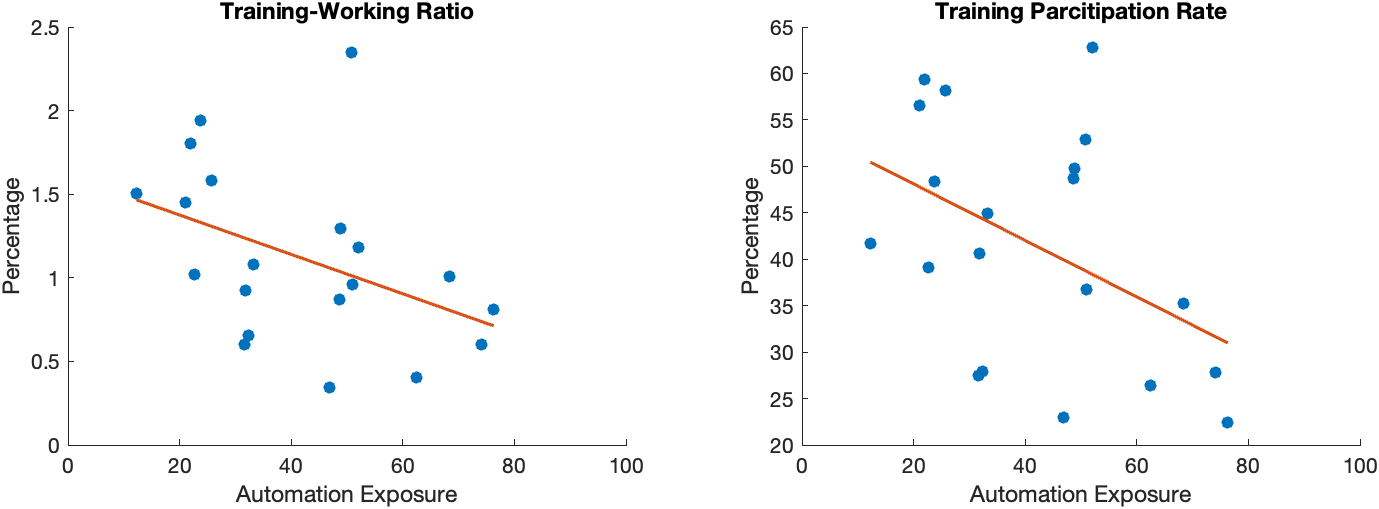 Training-Working Ratio
2.5
2
1.5
1
0.5
0
Percentage
0 20 40 60 80 100
Automation Exposure
Training Parcitipation Rate
65
60
55
50
45
40
35
30
25
20
Percentage
0 20 40 60 80 100
Automation Exposure